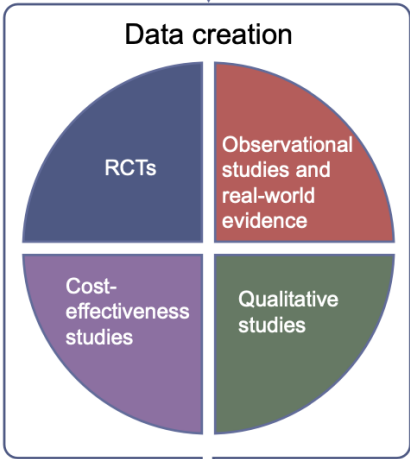 Data creation
RCTs
Observational
studies and
real-world
evidence
Cost-
effectiveness
studies
Qualitative
studies